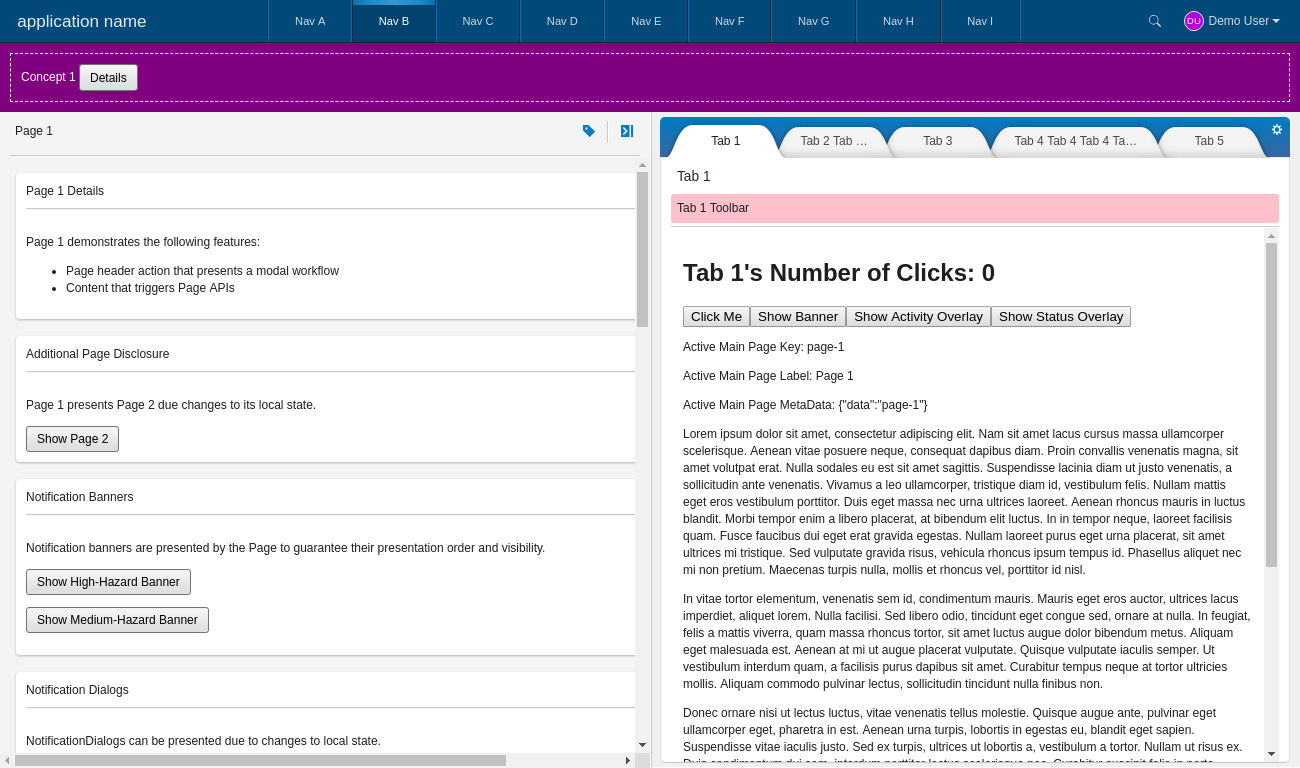 application name
Nav A
Nav B
Nav C
Nav D
Nav E
Nav F
Nav G
Nav H
Nav I
DU Demo User
Concept 1 Details
Page 1
Page 1 Details
Page 1 demonstrates the following features:
• Page header action that presents a modal workflow
• Content that triggers Page APIs
Additional Page Disclosure
Page 1 presents Page 2 due changes to its local state.
Show Page 2
Notification Banners
Notification banners are presented by the Page to guarantee their presentation order and visibility.
Show High-Hazard Banner
Show Medium-Hazard Banner
Notification Dialogs
NotificationDialogs can be presented due to changes to local state.
Tab 1
Tab 2 Tab …
Tab 3
Tab 4 Tab 4 Tab 4 Ta…
Tab 5
Tab 1
Tab 1 Toolbar
Tab 1's Number of Clicks: 0
Click Me Show Banner Show Activity Overlay Show Status Overlay
Active Main Page Key: page-1
Active Main Page Label: Page 1
Active Main Page MetaData: {"data":"page-1"}
Lorem ipsum dolor sit amet, consectetur adipiscing elit. Nam sit amet lacus cursus massa ullamcorper
scelerisque. Aenean vitae posuere neque, consequat dapibus diam. Proin convallis venenatis magna, sit
amet volutpat erat. Nulla sodales eu est sit amet sagittis. Suspendisse lacinia diam ut justo venenatis, a
sollicitudin ante venenatis. Vivamus a leo ullamcorper, tristique diam id, vestibulum felis. Nullam mattis
eget eros vestibulum porttitor. Duis eget massa nec urna ultrices laoreet. Aenean rhoncus mauris in luctus
blandit. Morbi tempor enim a libero placerat, at bibendum elit luctus. In in tempor neque, laoreet facilisis
quam. Fusce faucibus dui eget erat gravida egestas. Nullam laoreet purus eget urna placerat, sit amet
ultrices mi tristique. Sed vulputate gravida risus, vehicula rhoncus ipsum tempus id. Phasellus aliquet nec
mi non pretium. Maecenas turpis nulla, mollis et rhoncus vel, porttitor id nisl.
In vitae tortor elementum, venenatis sem id, condimentum mauris. Mauris eget eros auctor, ultrices lacus
imperdiet, aliquet lorem. Nulla facilisi. Sed libero odio, tincidunt eget congue sed, ornare at nulla. In feugiat,
felis a mattis viverra, quam massa rhoncus tortor, sit amet luctus augue dolor bibendum metus. Aliquam
eget malesuada est. Aenean at mi ut augue placerat vulputate. Quisque vulputate iaculis semper. Ut
vestibulum interdum quam, a facilisis purus dapibus sit amet. Curabitur tempus neque at tortor ultricies
mollis. Aliquam commodo pulvinar lectus, sollicitudin tincidunt nulla finibus non.
Donec ornare nisi ut lectus luctus, vitae venenatis tellus molestie. Quisque augue ante, pulvinar eget
ullamcorper eget, pharetra in est. Aenean urna turpis, lobortis in egestas eu, blandit eget sapien.
Suspendisse vitae iaculis justo. Sed ex turpis, ultrices ut lobortis a, vestibulum a tortor. Nullam ut risus ex.